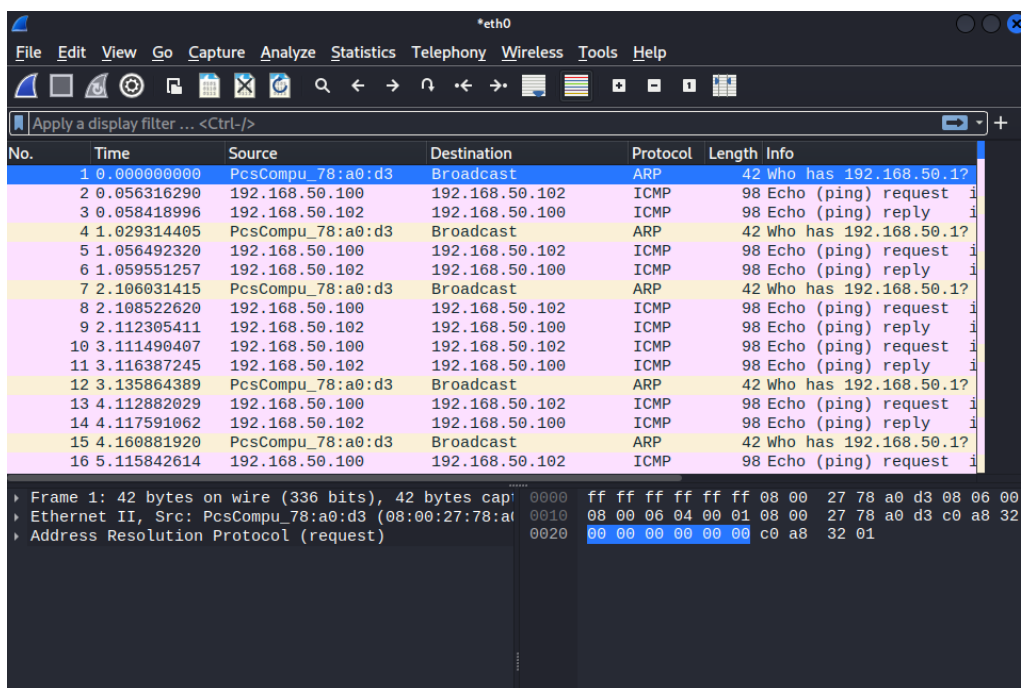 *eth0
File Edit View Go Capture Analyze Statistics Telephony Wireless Tools Help
Apply a display filter ... <Ctrl-/>
No. Time Source Destination Protocol Length Info
1 0.000000000 PcsCompu_78:a0:d3 Broadcast ARP 42 Who has 192.168.50.1?
2 0.056316290 192.168.50.100 192.168.50.102 ICMP 98 Echo (ping) request i
3 0.058418996 192.168.50.102 192.168.50.100 ICMP 98 Echo (ping) reply i
4 1.029314405 PcsCompu_78:a0:d3 Broadcast ARP 42 Who has 192.168.50.1?
5 1.056492320 192.168.50.100 192.168.50.102 ICMP 98 Echo (ping) request i
6 1.059551257 192.168.50.102 192.168.50.100 ICMP 98 Echo (ping) reply i
7 2.106031415 PcsCompu_78:a0:d3 Broadcast ARP 42 Who has 192.168.50.1?
8 2.108522620 192.168.50.100 192.168.50.102 ICMP 98 Echo (ping) request i
9 2.112305411 192.168.50.102 192.168.50.100 ICMP 98 Echo (ping) reply i
10 3.111490407 192.168.50.100 192.168.50.102 ICMP 98 Echo (ping) request i
11 3.116387245 192.168.50.102 192.168.50.100 ICMP 98 Echo (ping) reply i
12 3.135864389 PcsCompu_78:a0:d3 Broadcast ARP 42 Who has 192.168.50.1?
13 4.112882029 192.168.50.100 192.168.50.102 ICMP 98 Echo (ping) request i
14 4.117591062 192.168.50.102 192.168.50.100 ICMP 98 Echo (ping) reply i
15 4.160881920 PcsCompu_78:a0:d3 Broadcast ARP 42 Who has 192.168.50.1?
16 5.115842614 192.168.50.100 192.168.50.102 ICMP 98 Echo (ping) request i
Frame 1: 42 bytes on wire (336 bits), 42 bytes capt
Ethernet II, Src: PcsCompu_78:a0:d3 (08:00:27:78:a0
Address Resolution Protocol (request)
0000 ff ff ff ff ff ff 08 00 27 78 a0 d3 08 06 00
0010 08 00 06 04 00 01 08 00 27 78 a0 d3 c0 a8 32
0020 00 00 00 00 00 00 c0 a8 32 01